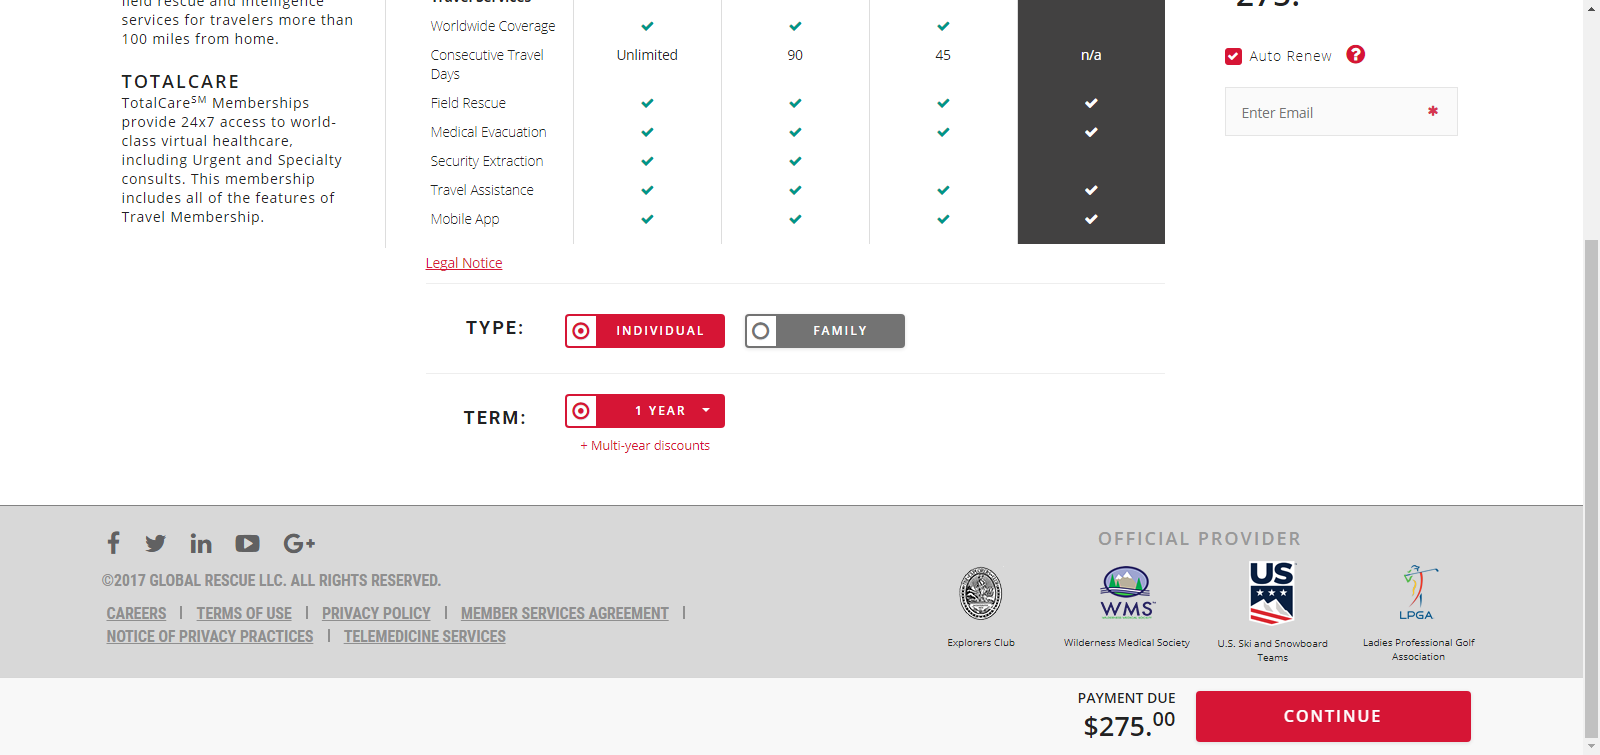 field rescue and intelligence
services for travelers more than
100 miles from home.
TOTALCARE
TotalCareSM Memberships
provide 24x7 access to world-
class virtual healthcare,
including Urgent and Specialty
consults. This membership
includes all of the features of
Travel Membership.
Travel Services
Worldwide Coverage
Consecutive Travel Days Unlimited 90 45 n/a
Field Rescue
Medical Evacuation
Security Extraction
Travel Assistance
Mobile App
Legal Notice
TYPE: INDIVIDUAL FAMILY
TERM: 1 YEAR
+ Multi-year discounts
275.
Auto Renew ?
Enter Email *
©2017 GLOBAL RESCUE LLC. ALL RIGHTS RESERVED.
CAREERS | TERMS OF USE | PRIVACY POLICY | MEMBER SERVICES AGREEMENT |
NOTICE OF PRIVACY PRACTICES | TELEMEDICINE SERVICES
OFFICIAL PROVIDER
WMS
US
LPGA
Explorers Club
Wilderness Medical Society
U.S. Ski and Snowboard
Teams
Ladies Professional Golf
Association
PAYMENT DUE
$275.00
CONTINUE